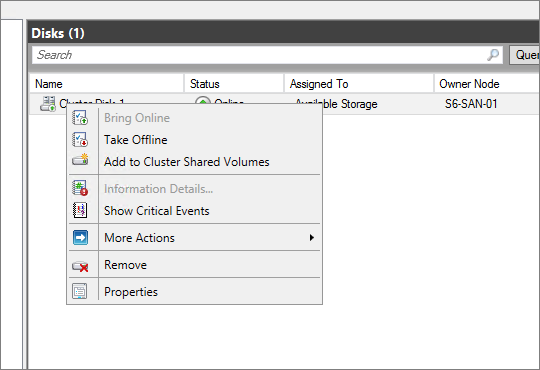 Disks (1)
Search
Quer
Name Status Assigned To Owner Node
Cluster Disk 1 Online Available Storage S6-SAN-01
Bring Online
Take Offline
Add to Cluster Shared Volumes
Information Details...
Show Critical Events
More Actions
Remove
Properties